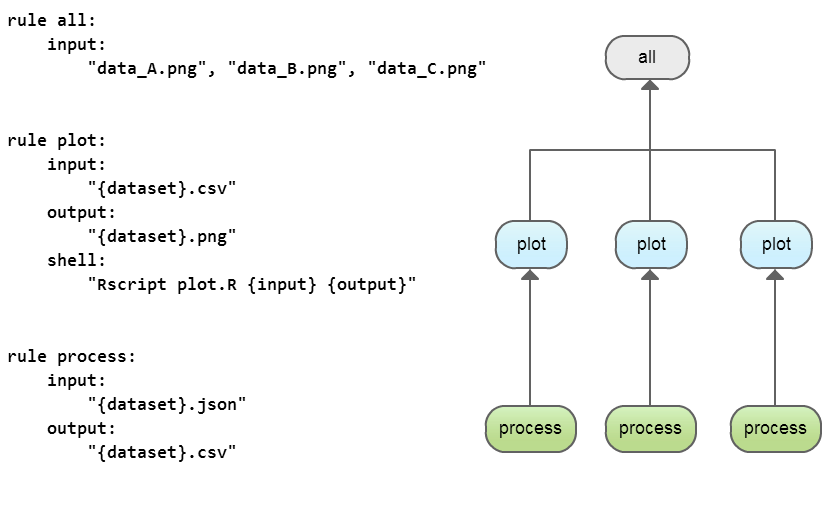 rule all:
    input:
        "data_A.png", "data_B.png", "data_C.png"
rule plot:
    input:
        "{dataset}.csv"
    output:
        "{dataset}.png"
    shell:
        "Rscript plot.R {input} {output}"
rule process:
    input:
        "{dataset}.json"
    output:
        "{dataset}.csv"
all
plot
plot
plot
process
process
process